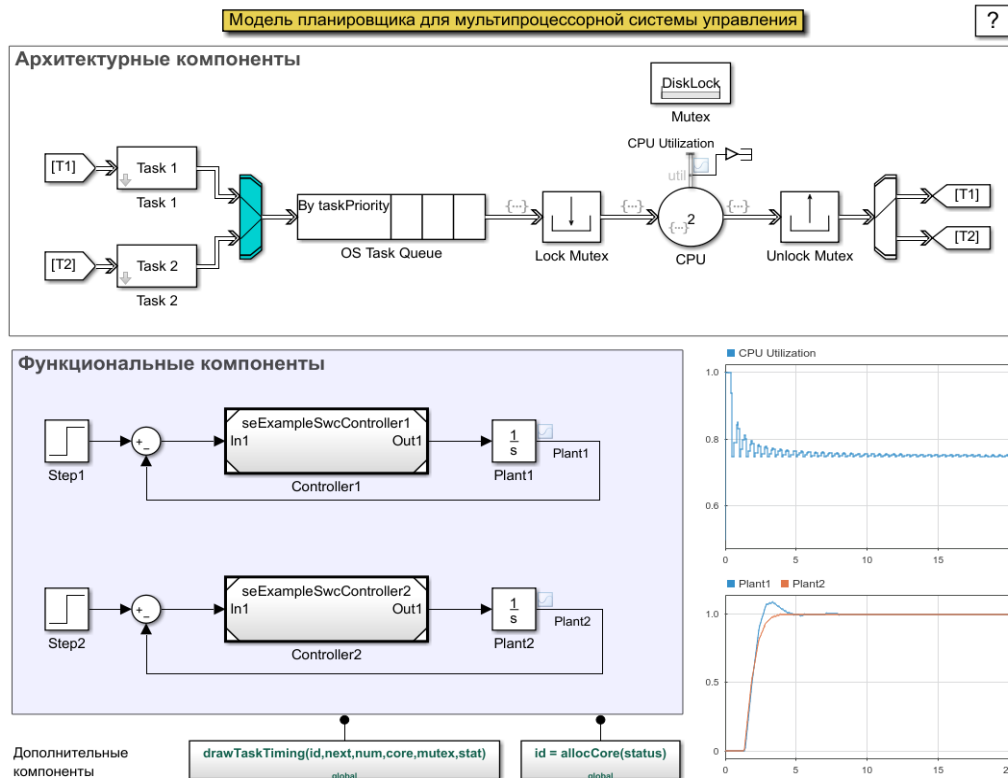 Модель планировщика для мультипроцессорной системы управления
?
Архитектурные компоненты
DiskLock
Mutex
CPU Utilization
util
[T1]
Task 1
Task 1
[T2]
Task 2
Task 2
By taskPriority
OS Task Queue
{...}
Lock Mutex
{...}
2
{...}
CPU
{...}
Unlock Mutex
[T1]
[T2]
Функциональные компоненты
Step1
+
−
seExampleSwcController1
In1 Out1
Controller1
1
s
Plant1
Plant1
Step2
+
−
seExampleSwcController2
In1 Out1
Controller2
1
s
Plant2
Plant2
CPU Utilization
1.0
0.8
0.6
0 5 10 15
Plant1 Plant2
1.0
0.5
0
0 5 10 15
Дополнительные
компоненты
drawTaskTiming(id,next,num,core,mutex,stat)
global
id = allocCore(status)
global